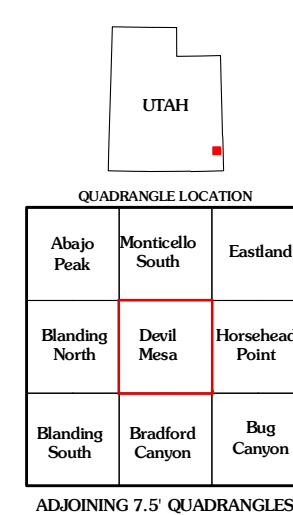 UTAH
QUADRANGLE LOCATION
Abajo Peak
Monticello South
Eastland
Blanding North
Devil Mesa
Horsehead Point
Blanding South
Bradford Canyon
Bug Canyon
ADJOINING 7.5' QUADRANGLES